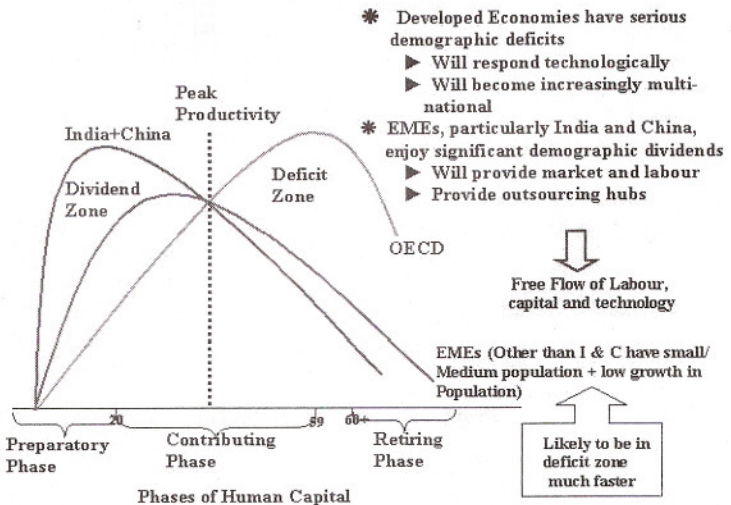 ✱ Developed Economies have serious
demographic deficits
▶ Will respond technologically
▶ Will become increasingly multi-
national
✱ EMEs, particularly India and China,
enjoy significant demographic dividends
▶ Will provide market and labour
▶ Provide outsourcing hubs
Free Flow of Labour,
capital and technology
Peak
Productivity
India+China
Dividend
Zone
Deficit
Zone
OECD
EMEs (Other than I & C have small/
Medium population + low growth in
Population)
20
59
60+
Preparatory
Phase
Contributing
Phase
Retiring
Phase
Likely to be in
deficit zone
much faster
Phases of Human Capital